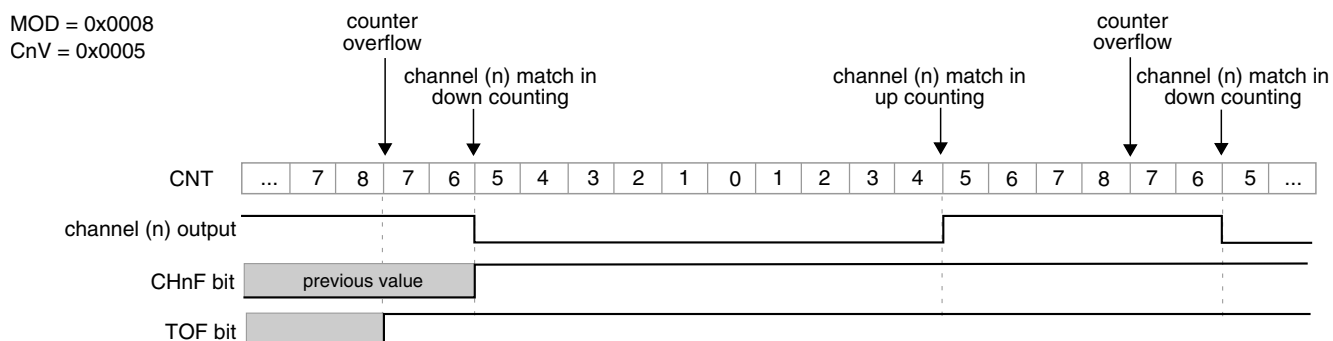 MOD = 0x0008
CnV = 0x0005
counter
overflow
channel (n) match in
down counting
channel (n) match in
up counting
counter
overflow
channel (n) match in
down counting
CNT ... 7 8 7 6 5 4 3 2 1 0 1 2 3 4 5 6 7 8 7 6 5 ...
channel (n) output
CHnF bit previous value
TOF bit